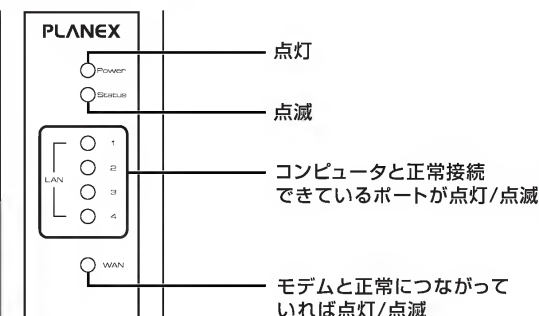 PLANEX
Power
点灯
Status
点滅
LAN
1
2
3
4
コンピュータと正常接続
できているポートが点灯/点滅
WAN
モデムと正常につながって
いれば点灯/点滅